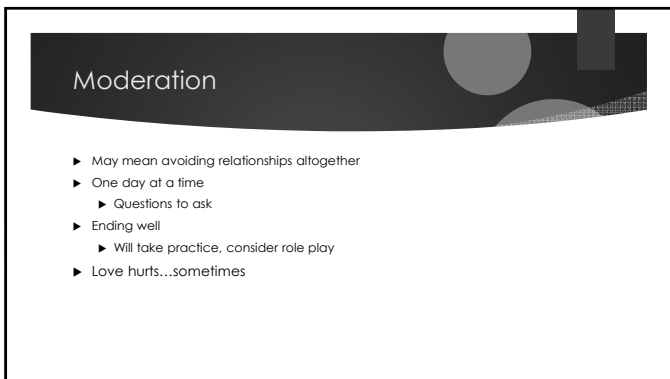 Moderation
▶ May mean avoiding relationships altogether
▶ One day at a time
▶ Questions to ask
▶ Ending well
▶ Will take practice, consider role play
▶ Love hurts…sometimes